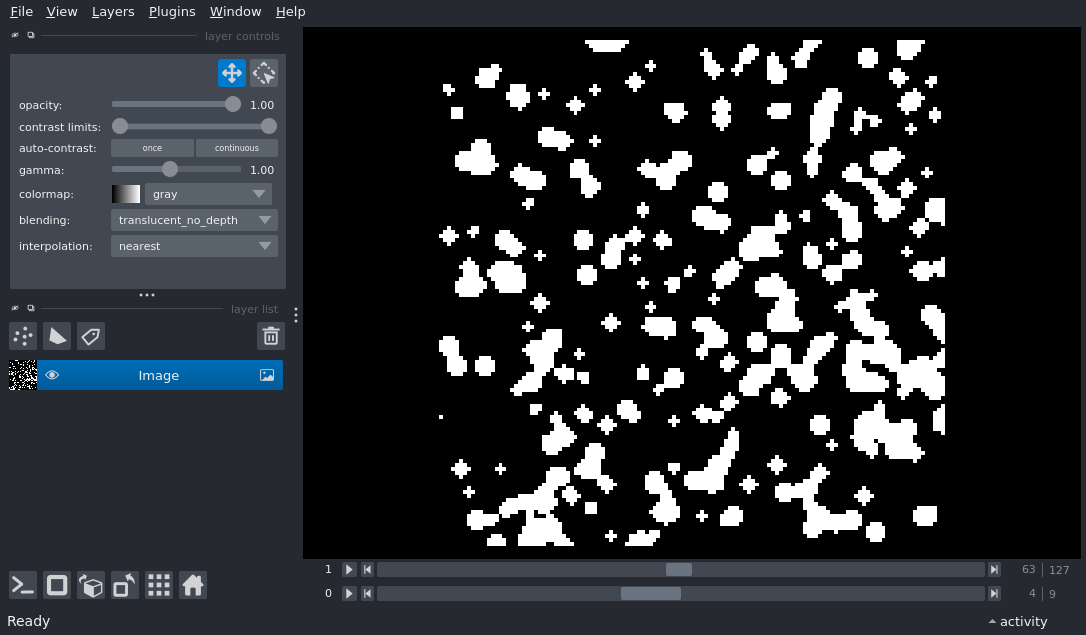 File View Layers Plugins Window Help
layer controls
opacity: 1.00
contrast limits:
auto-contrast: once continuous
gamma: 1.00
colormap: gray
blending: translucent_no_depth
interpolation: nearest
layer list
Image
1 63 127
0 4 9
Ready activity